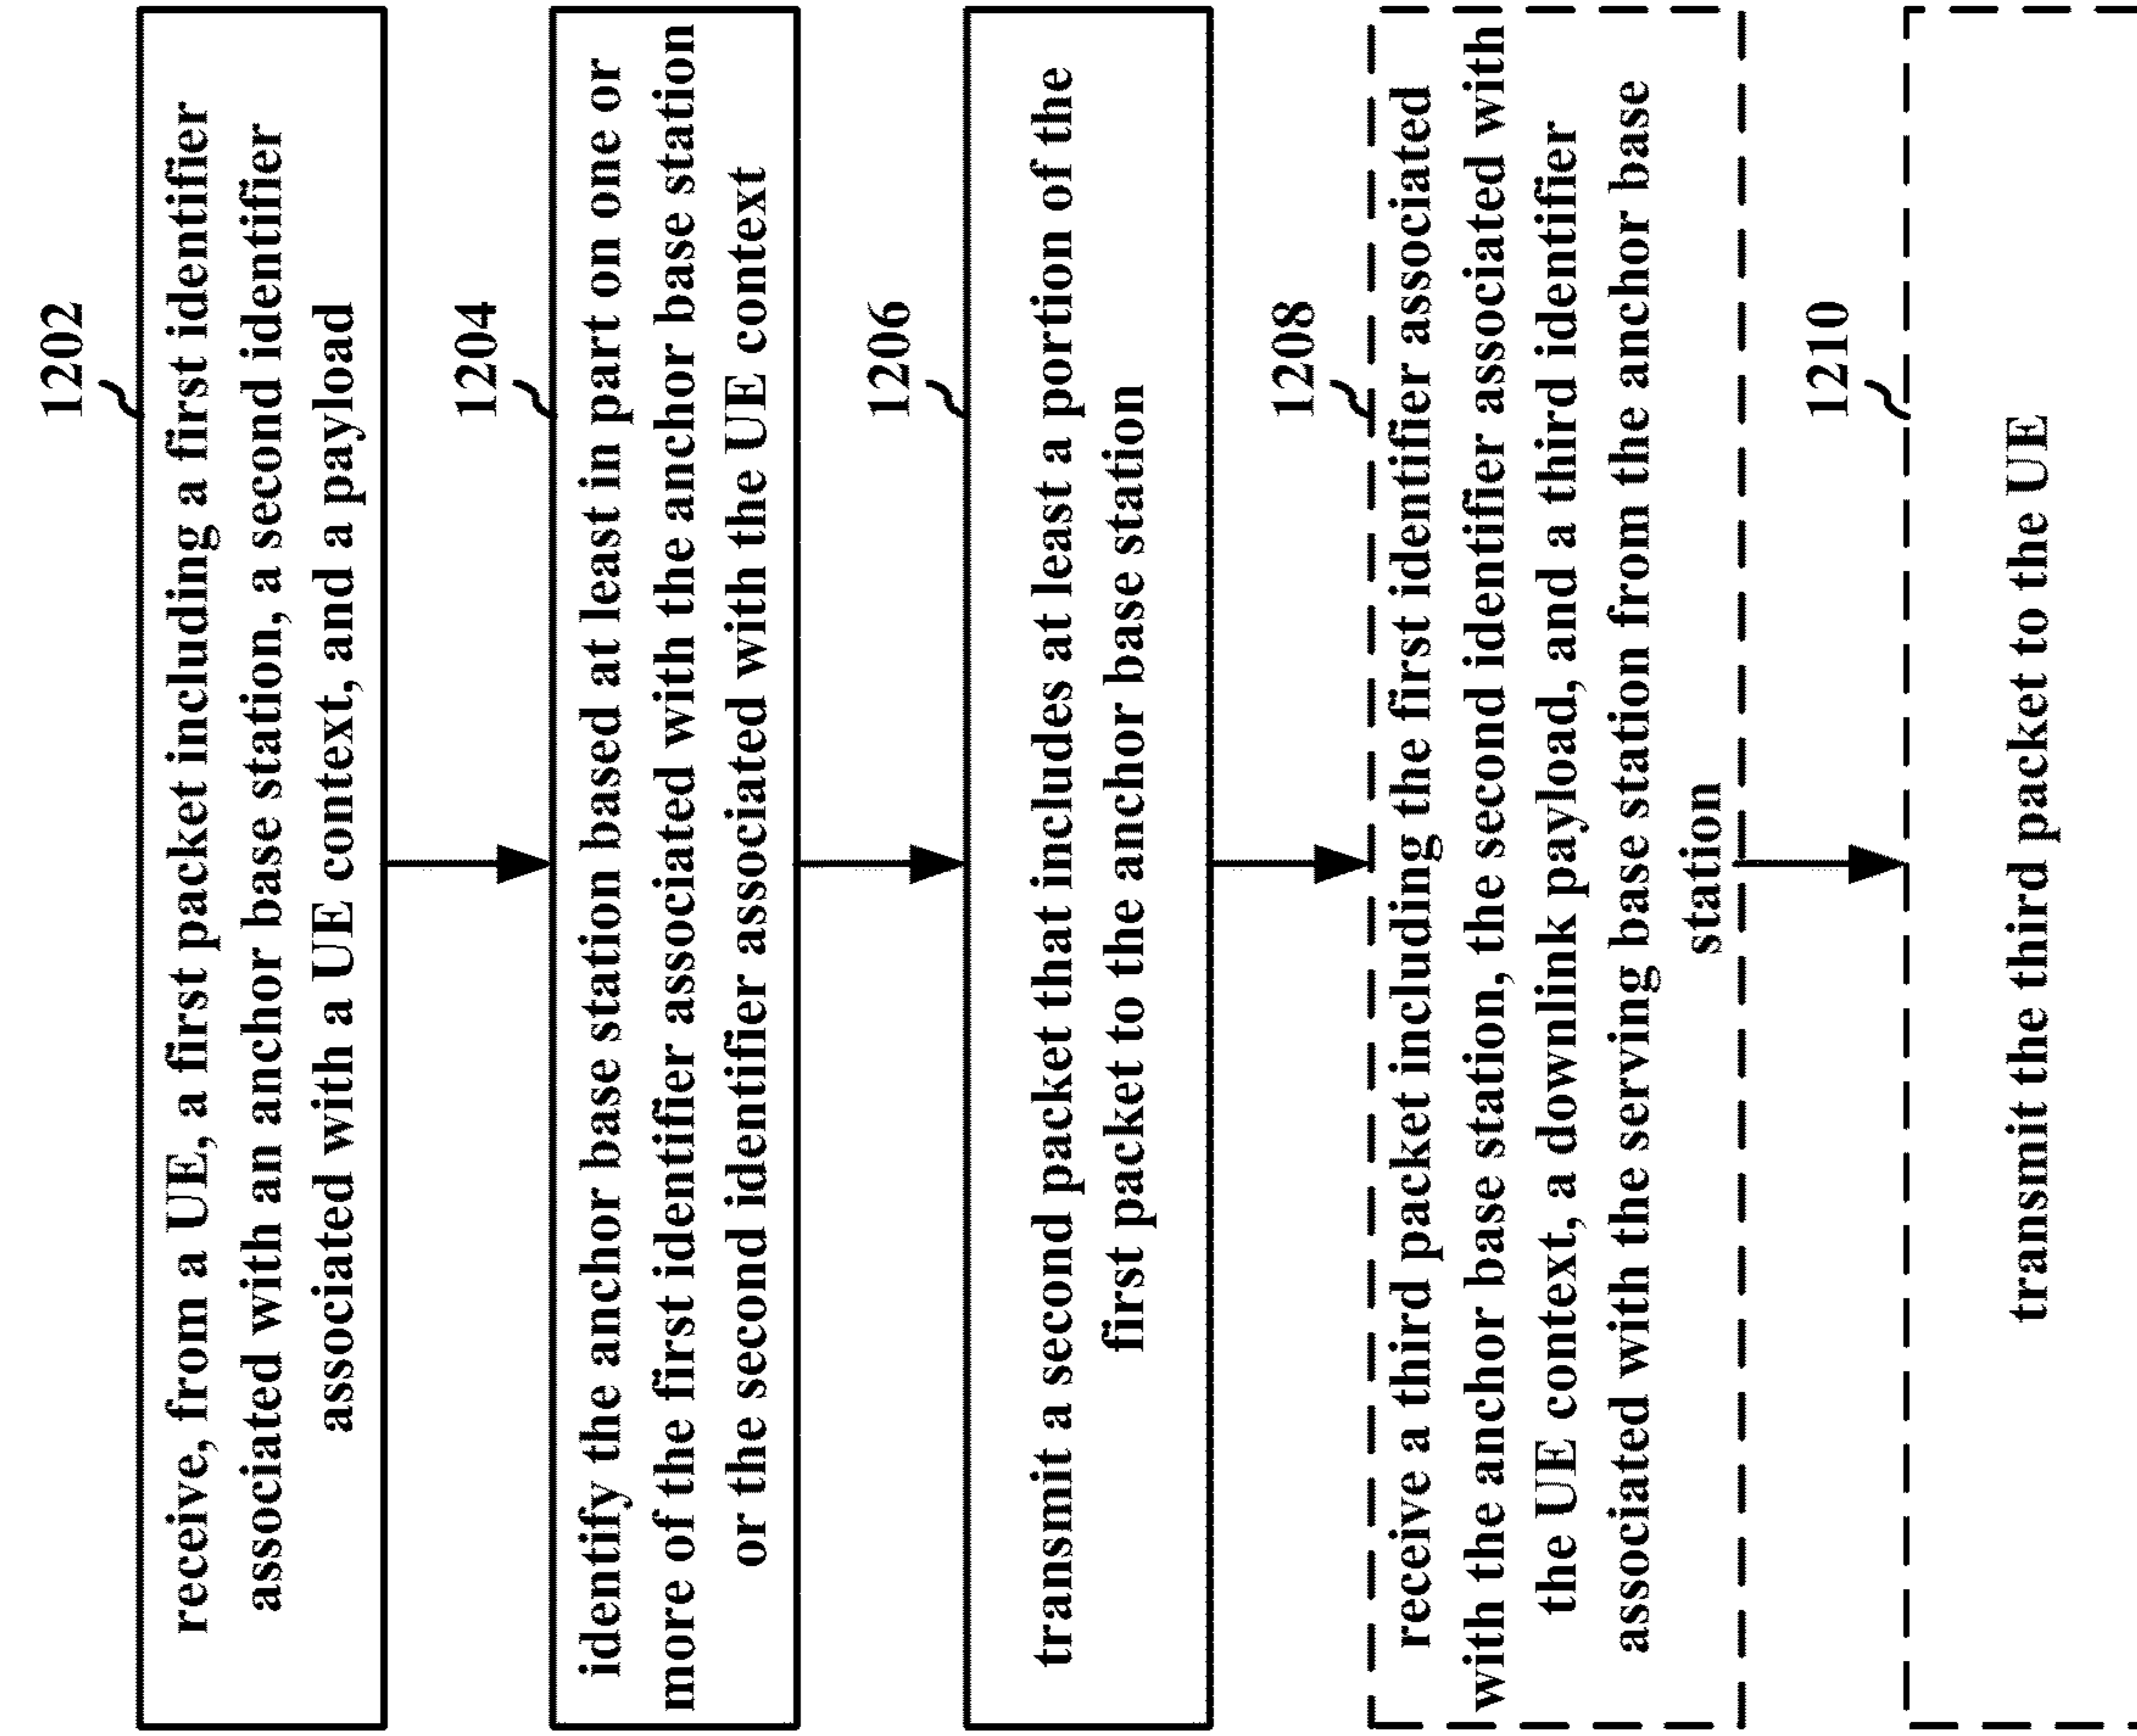 1202
receive, from a UE, a first packet including a first identifier
associated with an anchor base station, a second identifier
associated with a UE context, and a payload
1204
identify the anchor base station based at least in part on one or
more of the first identifier associated with the anchor base station
or the second identifier associated with the UE context
1206
transmit a second packet that includes at least a portion of the
first packet to the anchor base station
1208
receive a third packet including the first identifier associated
with the anchor base station, the second identifier associated with
the UE context, a downlink payload, and a third identifier
associated with the serving base station from the anchor base
station
1210
transmit the third packet to the UE